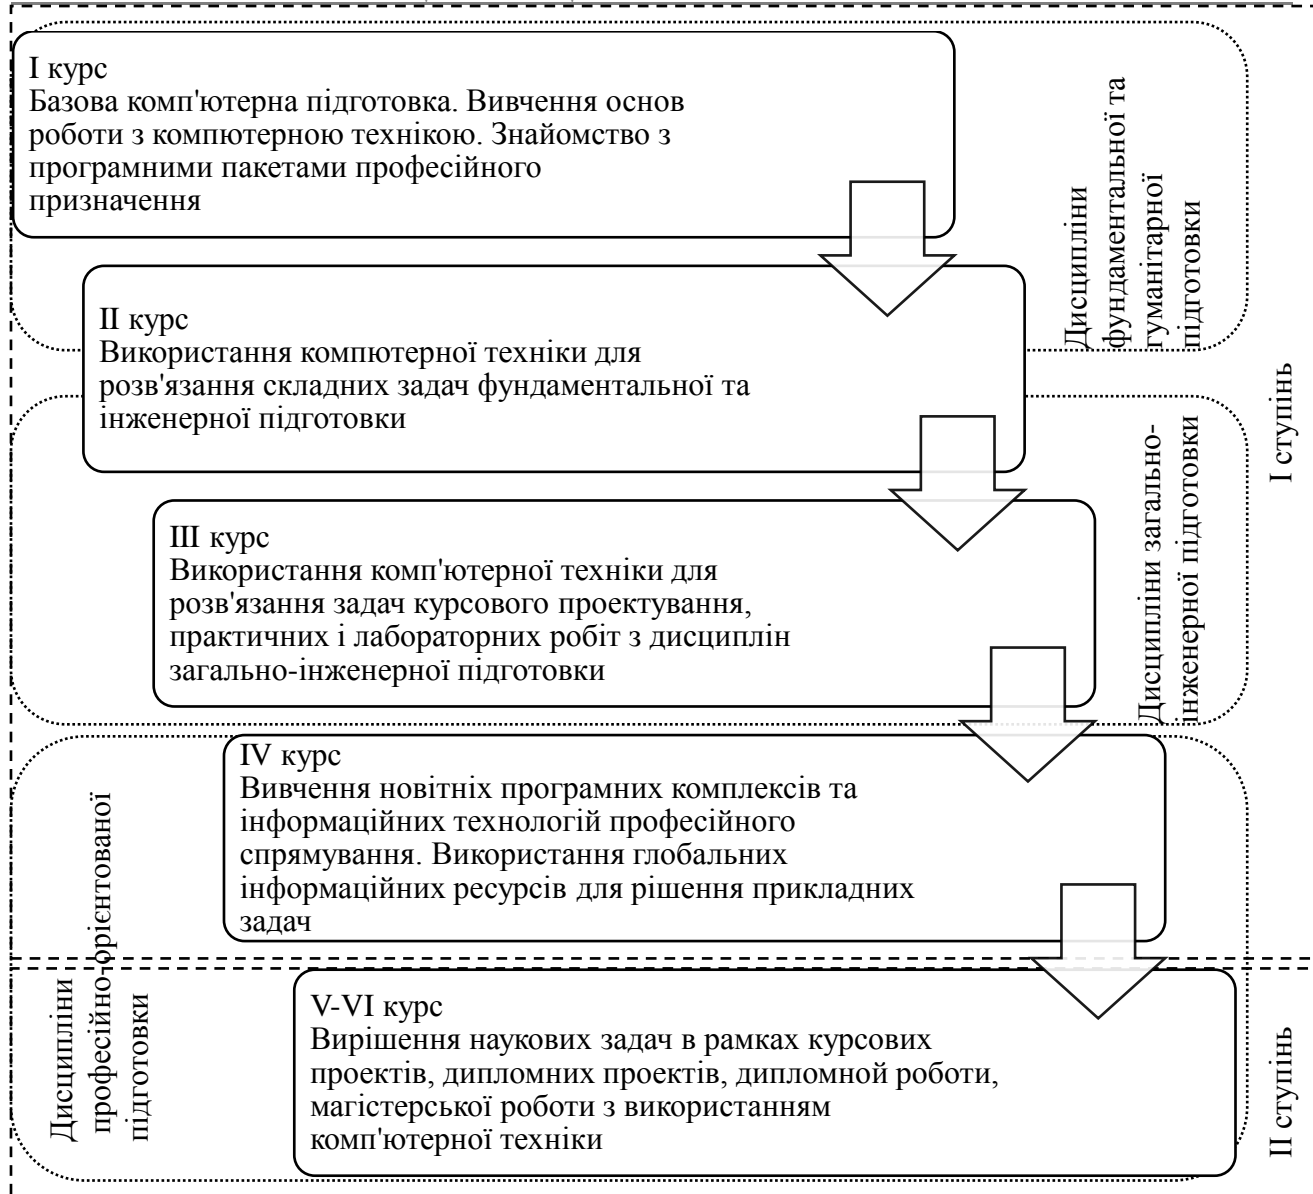 I курс
Базова комп'ютерна підготовка. Вивчення основ
роботи з компютерною технікою. Знайомство з
програмними пакетами професійного
призначення
Дисципліни
фундаментальної та
гуманітарної
підготовки
II курс
Використання компютерної техніки для
розв'язання складних задач фундаментальної та
інженерної підготовки
I ступінь
III курс
Використання комп'ютерної техніки для
розв'язання задач курсового проектування,
практичних і лабораторних робіт з дисциплін
загально-інженерної підготовки
Дисципліни загально-
інженерної підготовки
IV курс
Вивчення новітніх програмних комплексів та
інформаційних технологій професійного
спрямування. Використання глобальних
інформаційних ресурсів для рішення прикладних
задач
Дисципліни
професійно-орієнтованої
підготовки
V-VI курс
Вирішення наукових задач в рамках курсових
проектів, дипломних проектів, дипломної роботи,
магістерської роботи з використанням
комп'ютерної техніки
II ступінь